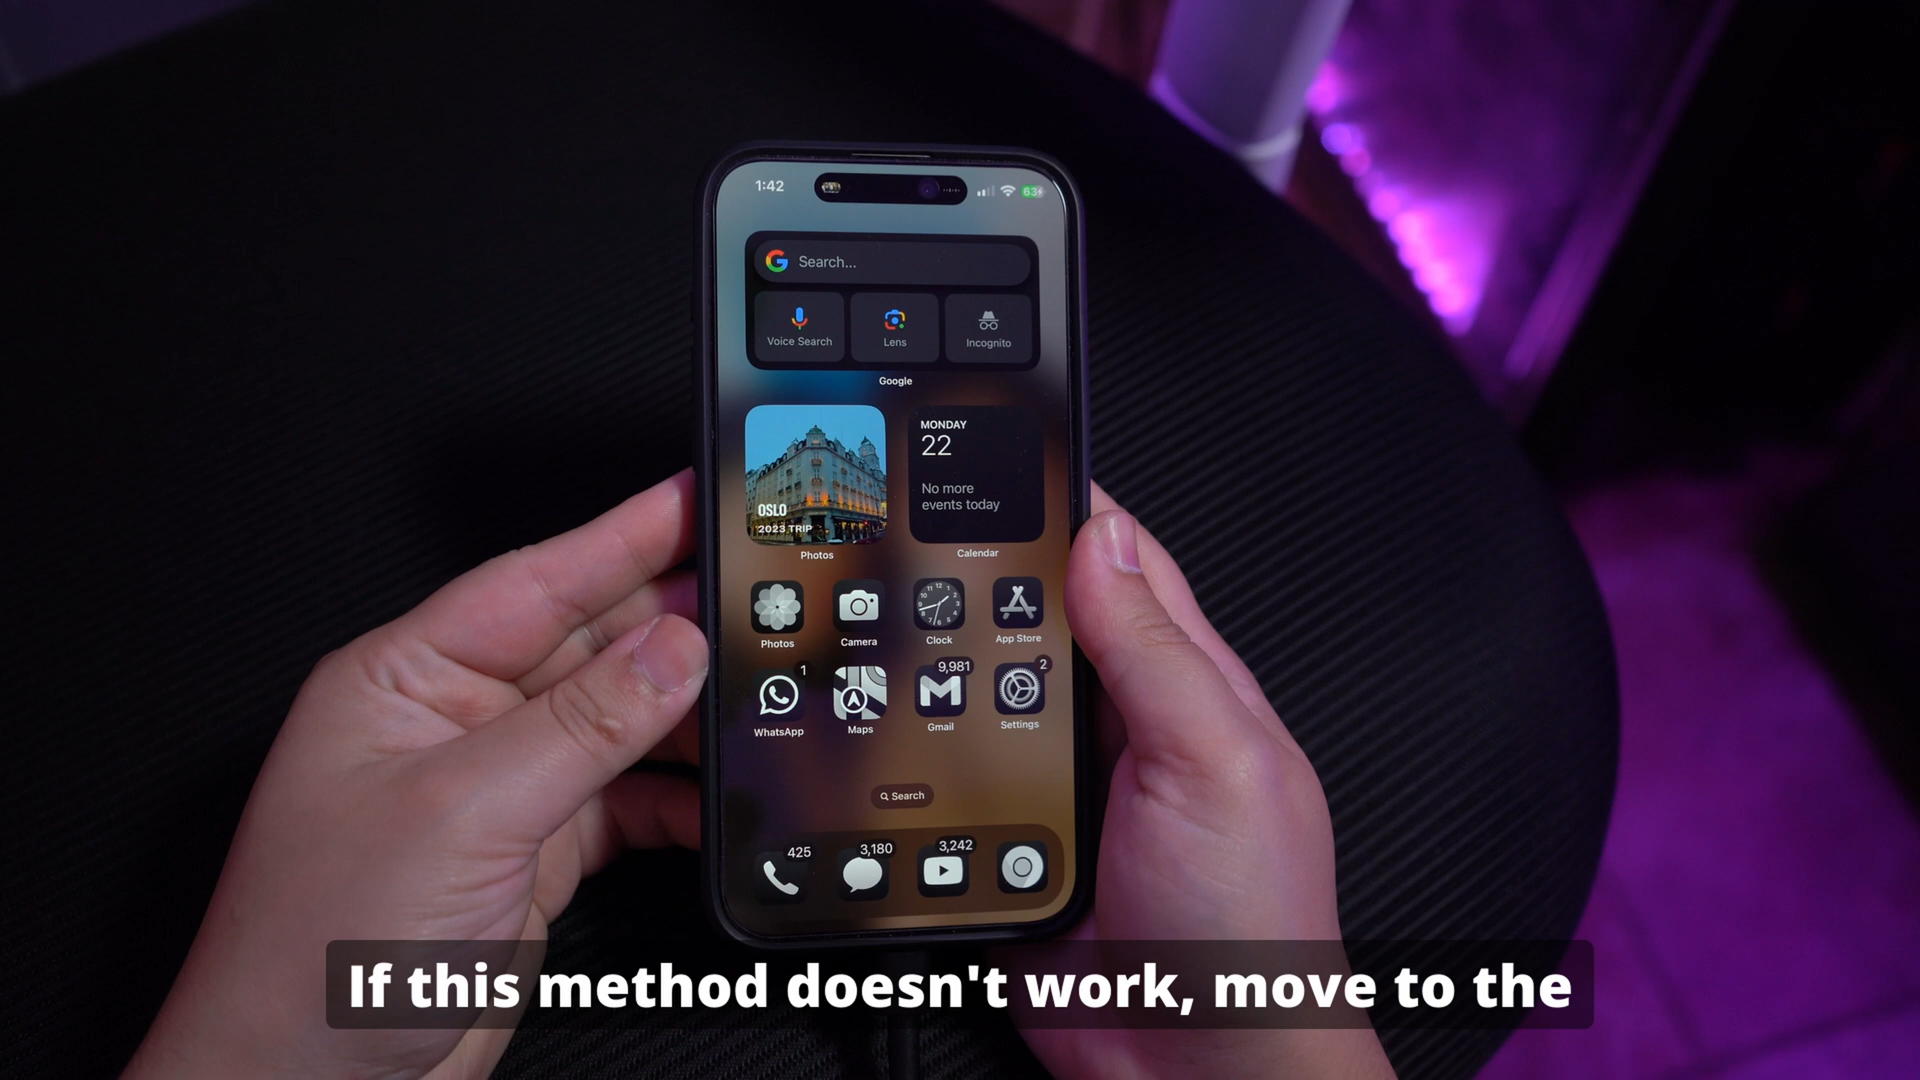 1:42
63
Search...
Voice Search
Lens
Incognito
Google
OSLO
2023 TRIP
Photos
MONDAY
22
No more
events today
Calendar
Photos
Camera
Clock
App Store
1
9,981
2
WhatsApp
Maps
Gmail
Settings
Search
425
3,180
3,242
If this method doesn't work, move to the